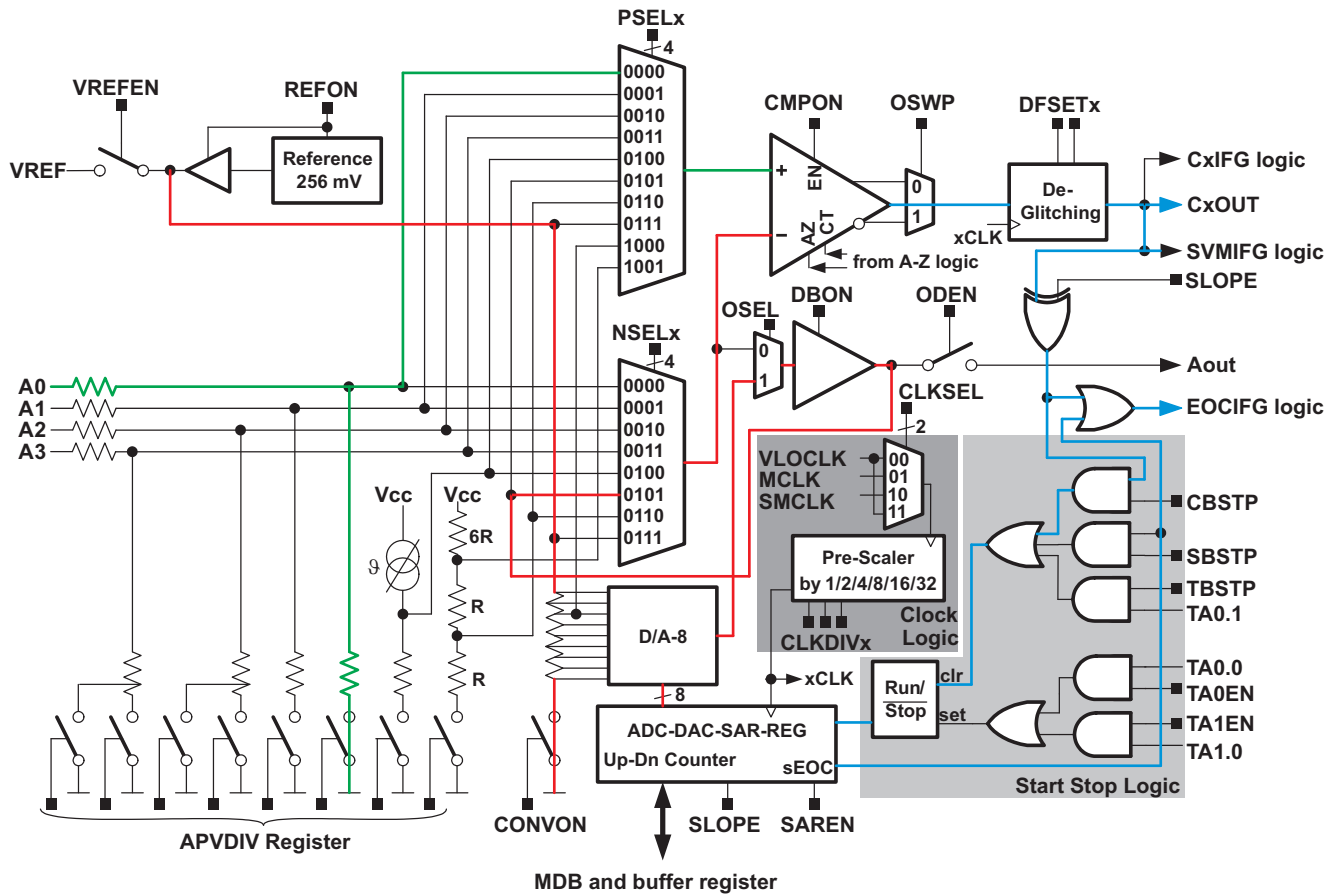 PSELx
4
0000
0001
0010
0011
0100
0101
0110
0111
1000
1001
VREFEN
REFON
VREF
Reference
256 mV
CMPON
OSWP
DFSETx
+
–
EN
AZ
CT
0
1
from A-Z logic
De-
Glitching
xCLK
CxIFG logic
CxOUT
SVMIFG logic
SLOPE
NSELx
4
0000
0001
0010
0011
0100
0101
0110
0111
OSEL
0
1
DBON
ODEN
Aout
EOCIFG logic
A0
A1
A2
A3
Vcc
Vcc
ϑ
6R
R
R
CLKSEL
2
VLOCLK
MCLK
SMCLK
00
01
10
11
Pre-Scaler
by 1/2/4/8/16/32
Clock
Logic
CLKDIVx
xCLK
CBSTP
SBSTP
TBSTP
TA0.1
TA0.0
TA0EN
TA1EN
TA1.0
Run/
Stop
clr
set
Start Stop Logic
D/A-8
8
ADC-DAC-SAR-REG
Up-Dn Counter
sEOC
APVDIV Register
CONVON
SLOPE
SAREN
MDB and buffer register